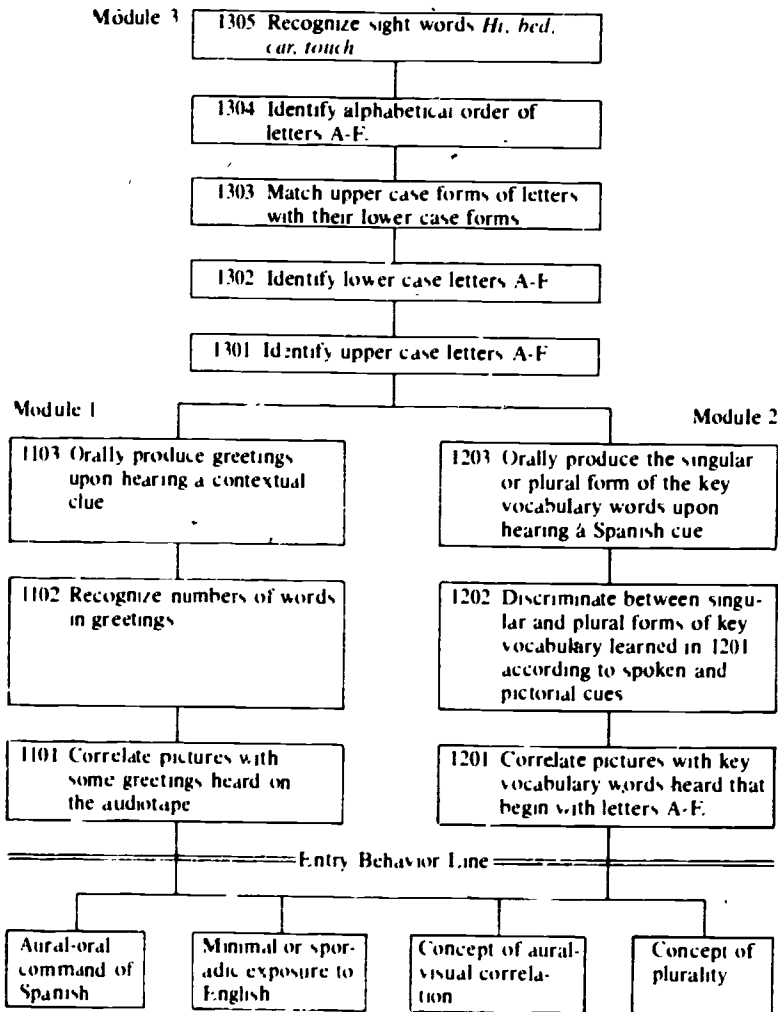 Module 3
1305 Recognize sight words Hi, bed,
car, touch
1304 Identify alphabetical order of
letters A-F.
1303 Match upper case forms of letters
with their lower case forms
1302 Identify lower case letters A-F
1301 Identify upper case letters A-F
Module 1
1103 Orally produce greetings
upon hearing a contextual
clue
1102 Recognize numbers of words
in greetings
1101 Correlate pictures with
some greetings heard on
the audiotape
Module 2
1203 Orally produce the singular
or plural form of the key
vocabulary words upon
hearing a Spanish cue
1202 Discriminate between singu-
lar and plural forms of key
vocabulary learned in 1201
according to spoken and
pictorial cues
1201 Correlate pictures with key
vocabulary words heard that
begin with letters A-F.
Entry Behavior Line
Aural-oral
command of
Spanish
Minimal or spor-
adic exposure to
English
Concept of aural-
visual correla-
tion
Concept of
plurality